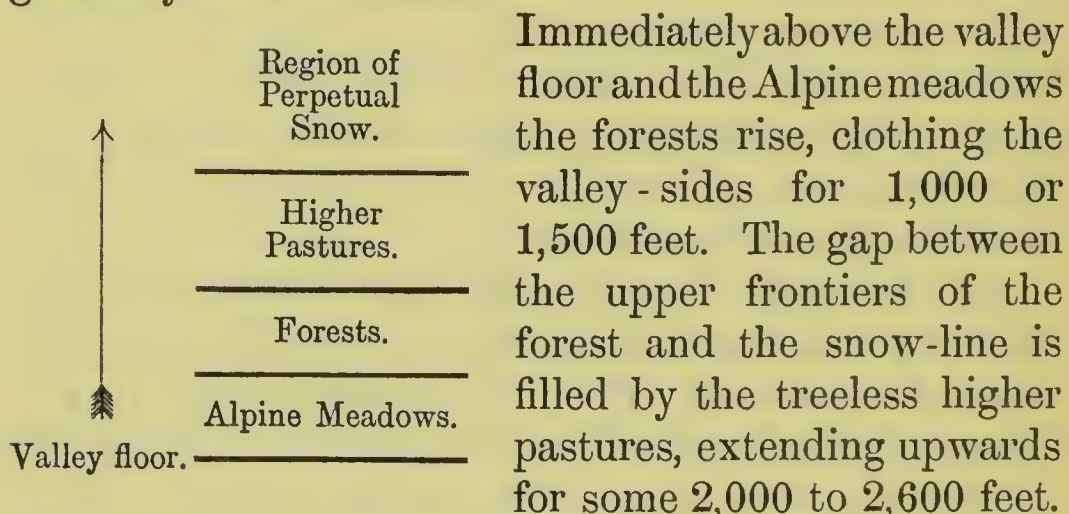 Region of
Perpetual
Snow.
Higher
Pastures.
Forests.
Alpine Meadows.
Valley floor.
Immediately above the valley
floor and the Alpine meadows
the forests rise, clothing the
valley - sides for 1,000 or
1,500 feet. The gap between
the upper frontiers of the
forest and the snow-line is
filled by the treeless higher
pastures, extending upwards
for some 2,000 to 2,600 feet.